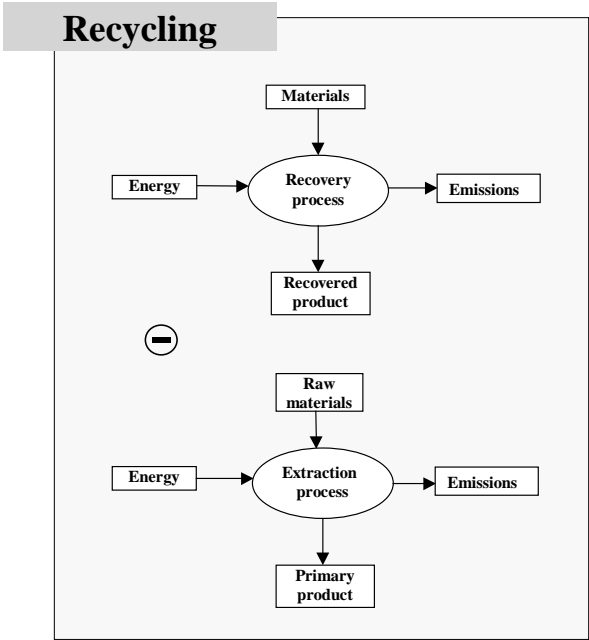 Recycling
Materials
Energy
Recovery
process
Emissions
Recovered
product
Raw
materials
Energy
Extraction
process
Emissions
Primary
product